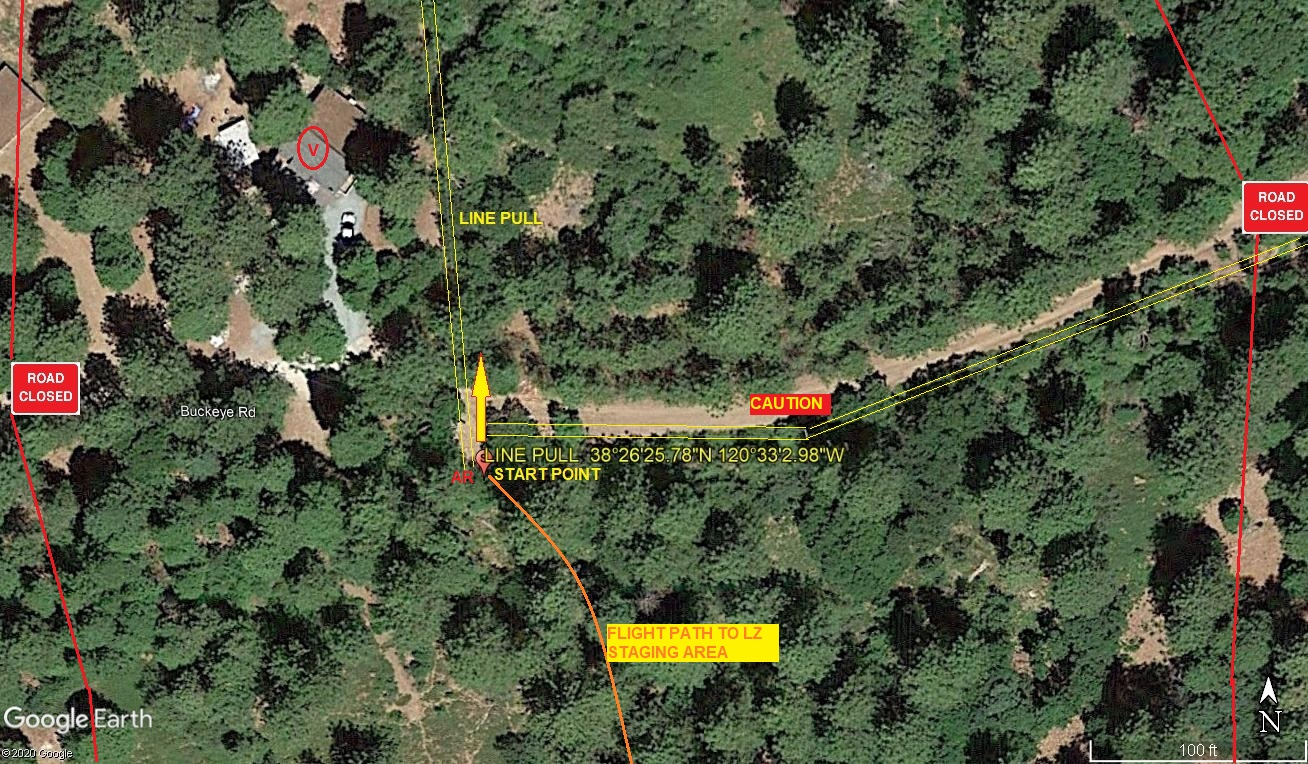 V
ROAD
CLOSED
LINE PULL
ROAD
CLOSED
CAUTION
Buckeye Rd
LINE PULL 38°26'25.78"N 120°33'2.98"W
AR
START POINT
FLIGHT PATH TO LZ
STAGING AREA
Google Earth
©2020 Google
N
100 ft